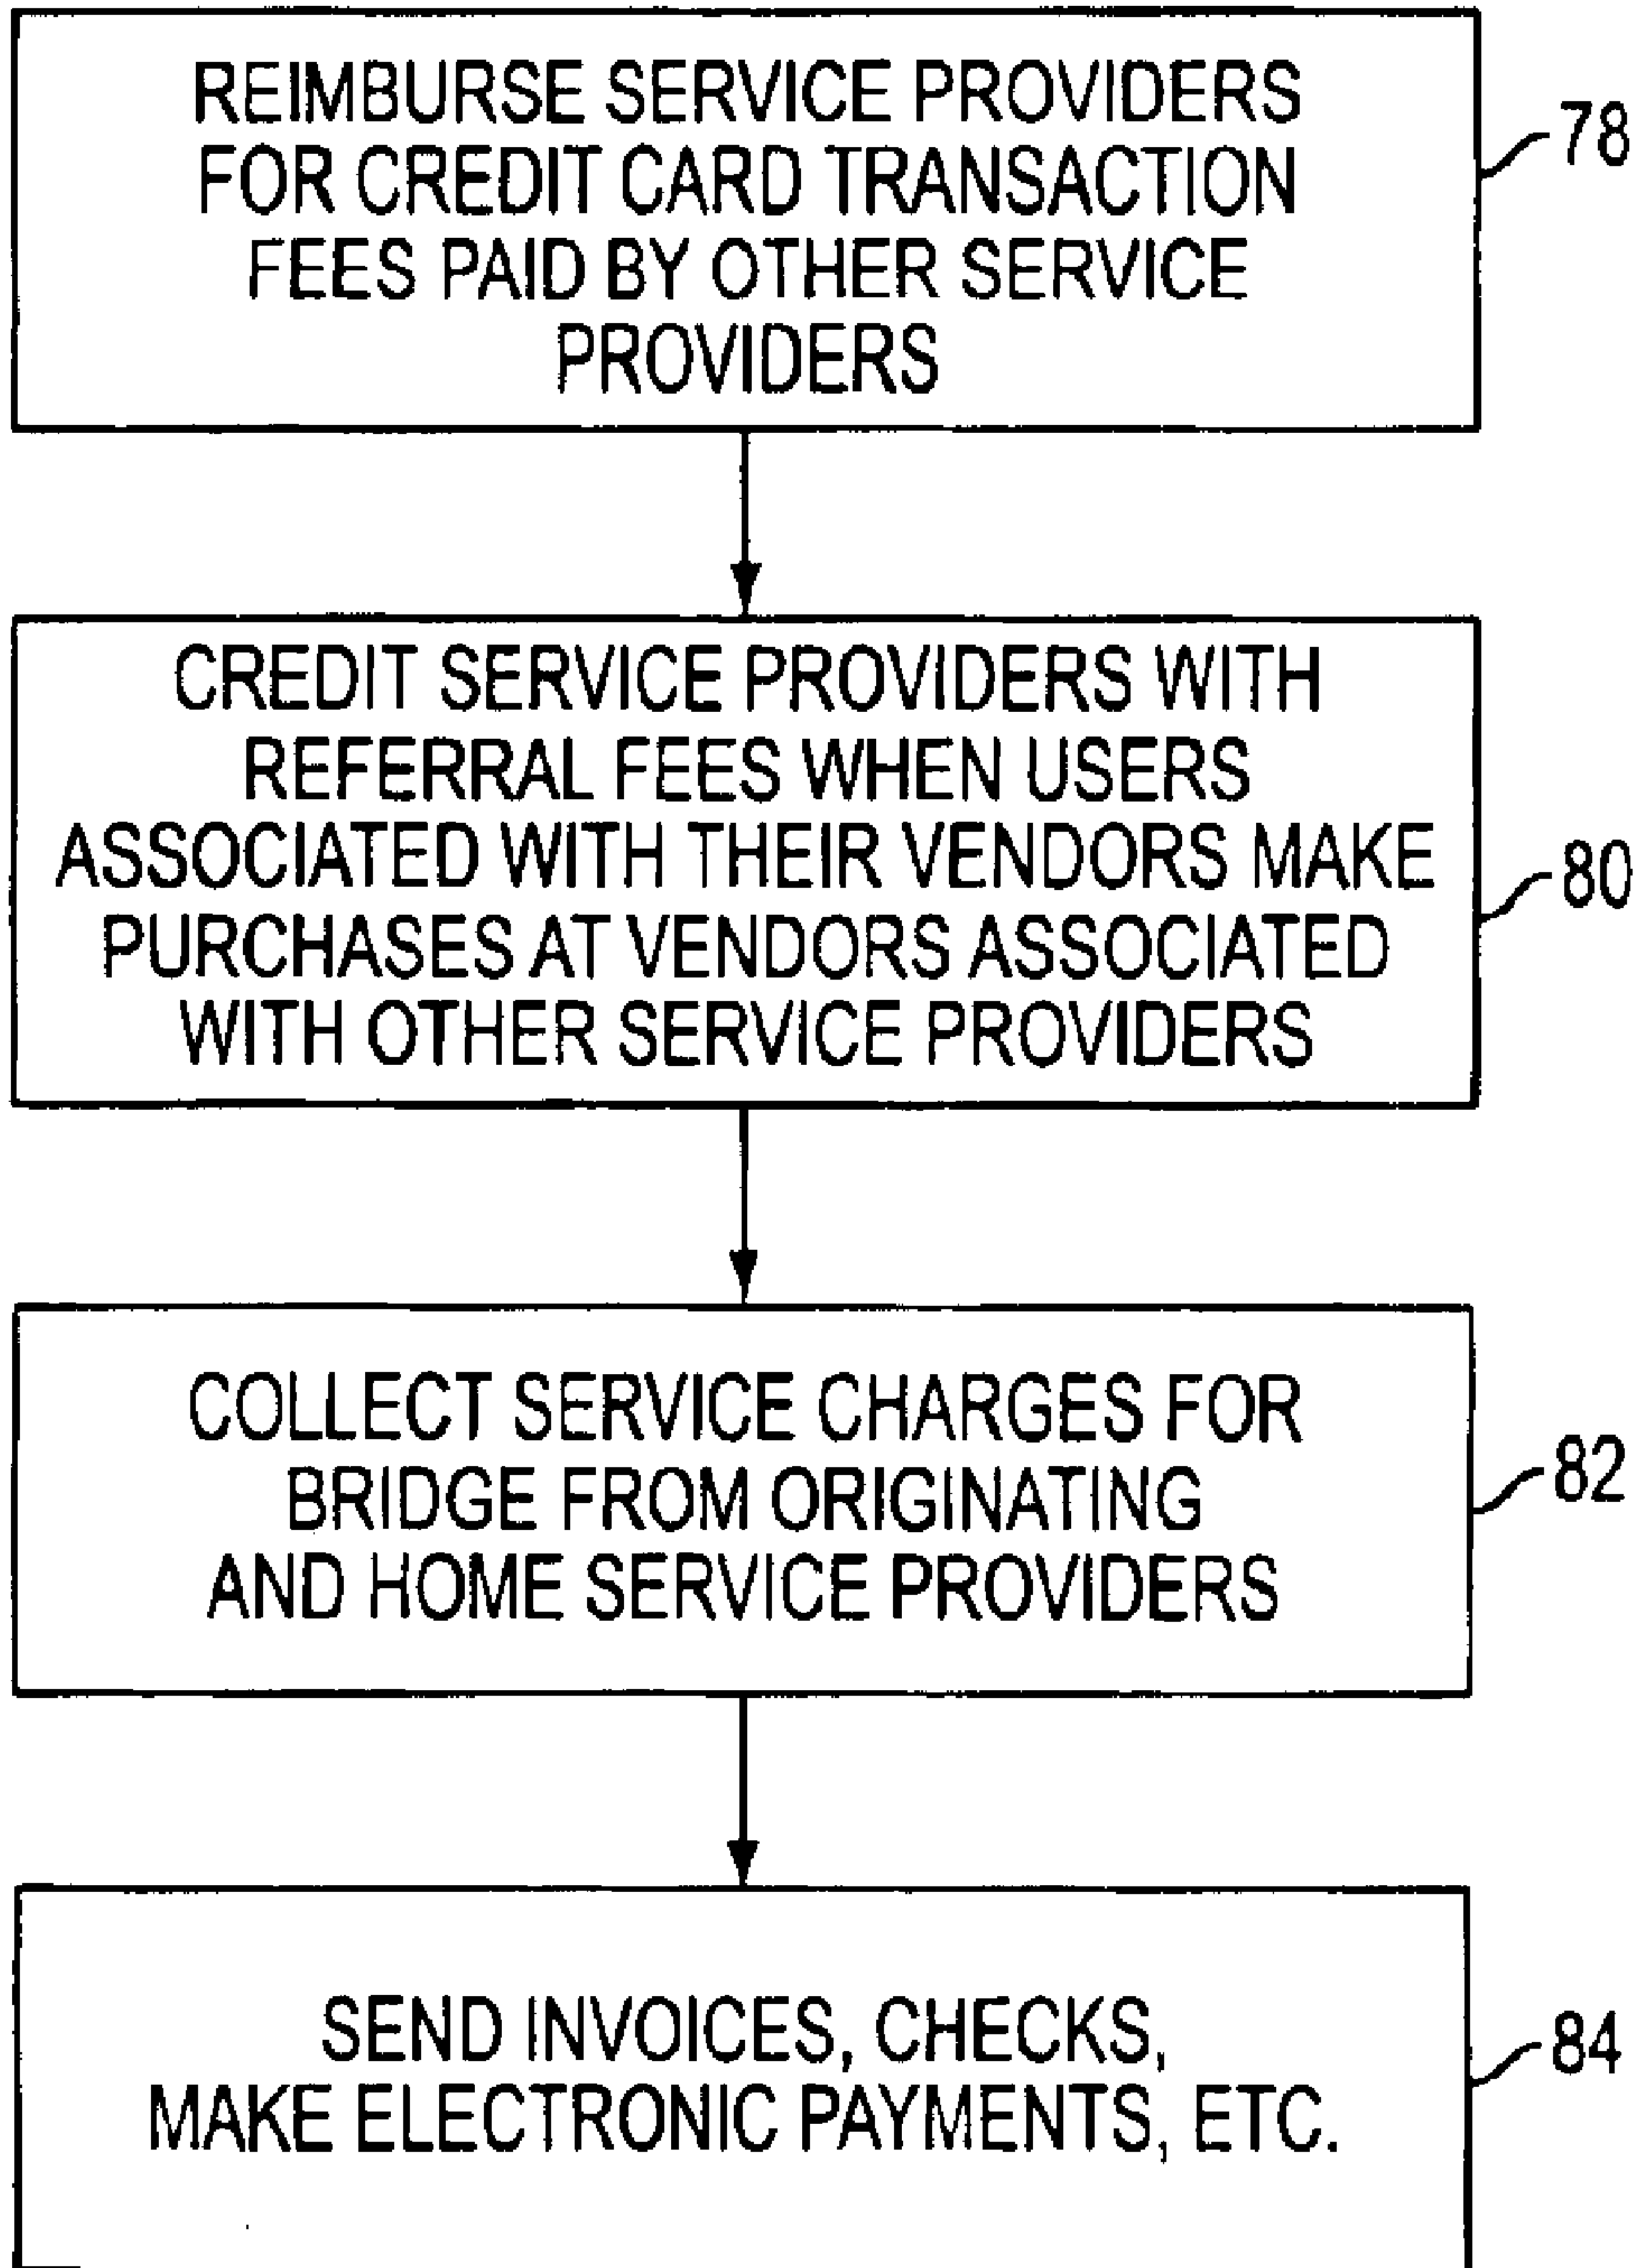 REIMBURSE SERVICE PROVIDERS
FOR CREDIT CARD TRANSACTION
FEES PAID BY OTHER SERVICE
PROVIDERS
78
CREDIT SERVICE PROVIDERS WITH
REFERRAL FEES WHEN USERS
ASSOCIATED WITH THEIR VENDORS MAKE
PURCHASES AT VENDORS ASSOCIATED
WITH OTHER SERVICE PROVIDERS
80
COLLECT SERVICE CHARGES FOR
BRIDGE FROM ORIGINATING
AND HOME SERVICE PROVIDERS
82
SEND INVOICES, CHECKS,
MAKE ELECTRONIC PAYMENTS, ETC.
84